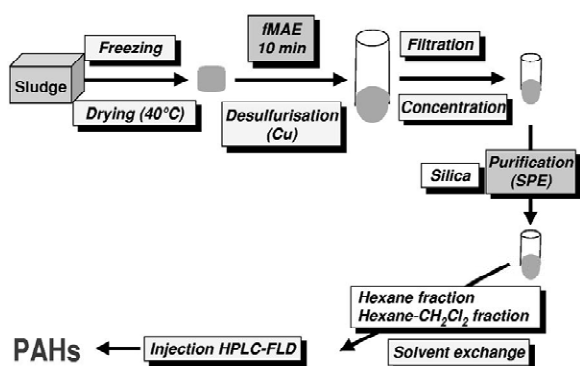 Freezing
Sludge
Drying (40°C)
fMAE
10 min
Desulfurisation
(Cu)
Filtration
Concentration
Silica
Purification
(SPE)
Hexane fraction
Hexane-CH₂Cl₂ fraction
Solvent exchange
Injection HPLC-FLD
PAHs